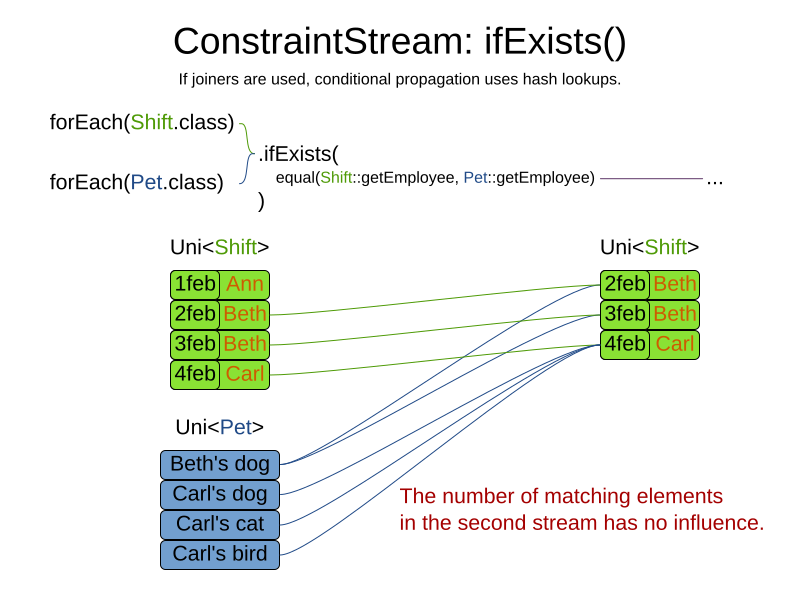 ConstraintStream: ifExists()
If joiners are used, conditional propagation uses hash lookups.
forEach(Shift.class)
.ifExists(
forEach(Pet.class)
equal(Shift::getEmployee, Pet::getEmployee)
...
)
Uni<Shift>
Uni<Shift>
1feb Ann
2feb Beth
2feb Beth
3feb Beth
3feb Beth
4feb Carl
4feb Carl
Uni<Pet>
Beth's dog
Carl's dog
Carl's cat
Carl's bird
The number of matching elements
in the second stream has no influence.